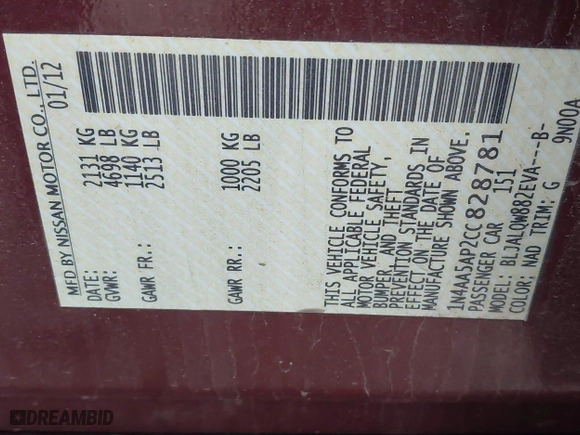 MFD BY NISSAN MOTOR CO., LTD.
DATE: 01/12
GVWR: 2131 KG
4698 LB
GAWR FR.: 1140 KG
2513 LB
GAWR RR.: 1000 KG
2205 LB
THIS VEHICLE CONFORMS TO
ALL APPLICABLE FEDERAL
MOTOR VEHICLE SAFETY,
BUMPER, AND THEFT
PREVENTION STANDARDS IN
EFFECT ON THE DATE OF
MANUFACTURE SHOWN ABOVE.
1N4AA5AP2CC828781
PASSENGER CAR 1S1
MODEL: BLJALQW882EVA----B-
COLOR: NAD TRIM: G 9N00A
DREAMBID